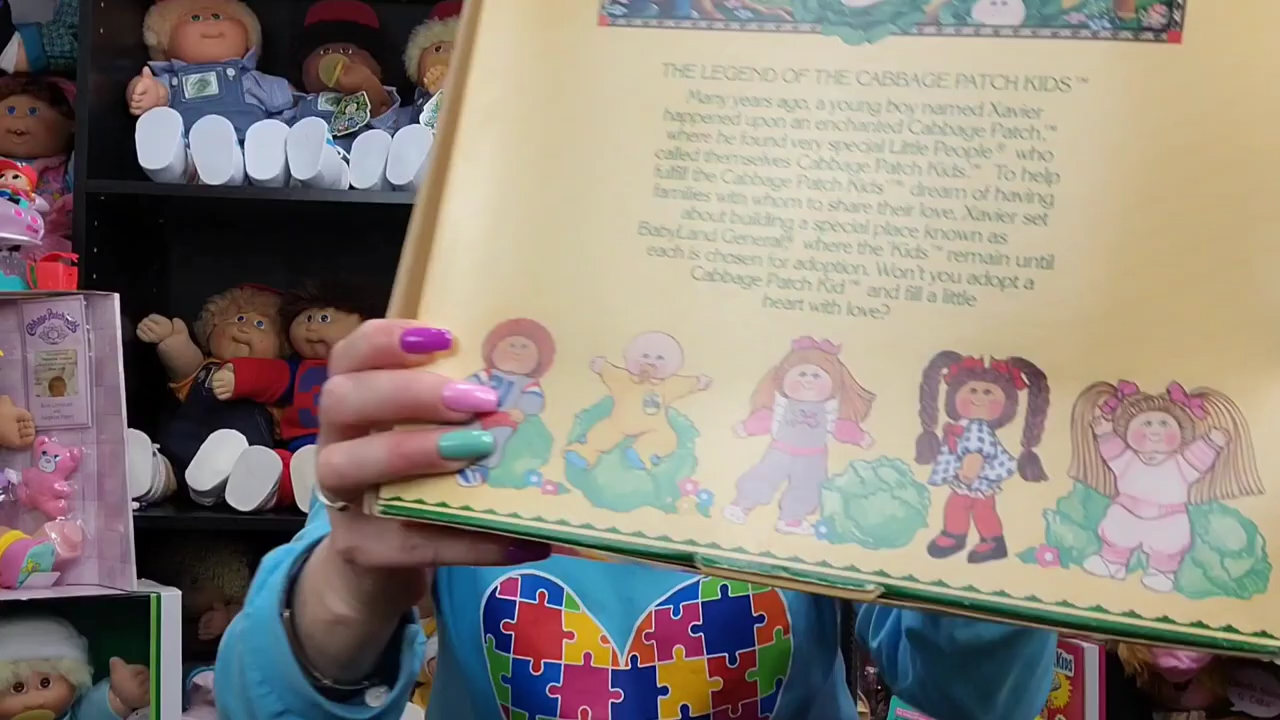 THE LEGEND OF THE CABBAGE PATCH KIDS™
Many years ago, a young boy named Xavier
happened upon an enchanted Cabbage Patch,™
where he found very special Little People® who
called themselves Cabbage Patch Kids.™ To help
fulfill the Cabbage Patch Kids'™ dream of having
families with whom to share their love, Xavier set
about building a special place known as
BabyLand General®, where the 'Kids™ remain until
each is chosen for adoption. Won't you adopt a
Cabbage Patch Kid™ and fill a little
heart with love?
Cabbage Patch Kids
KIDS